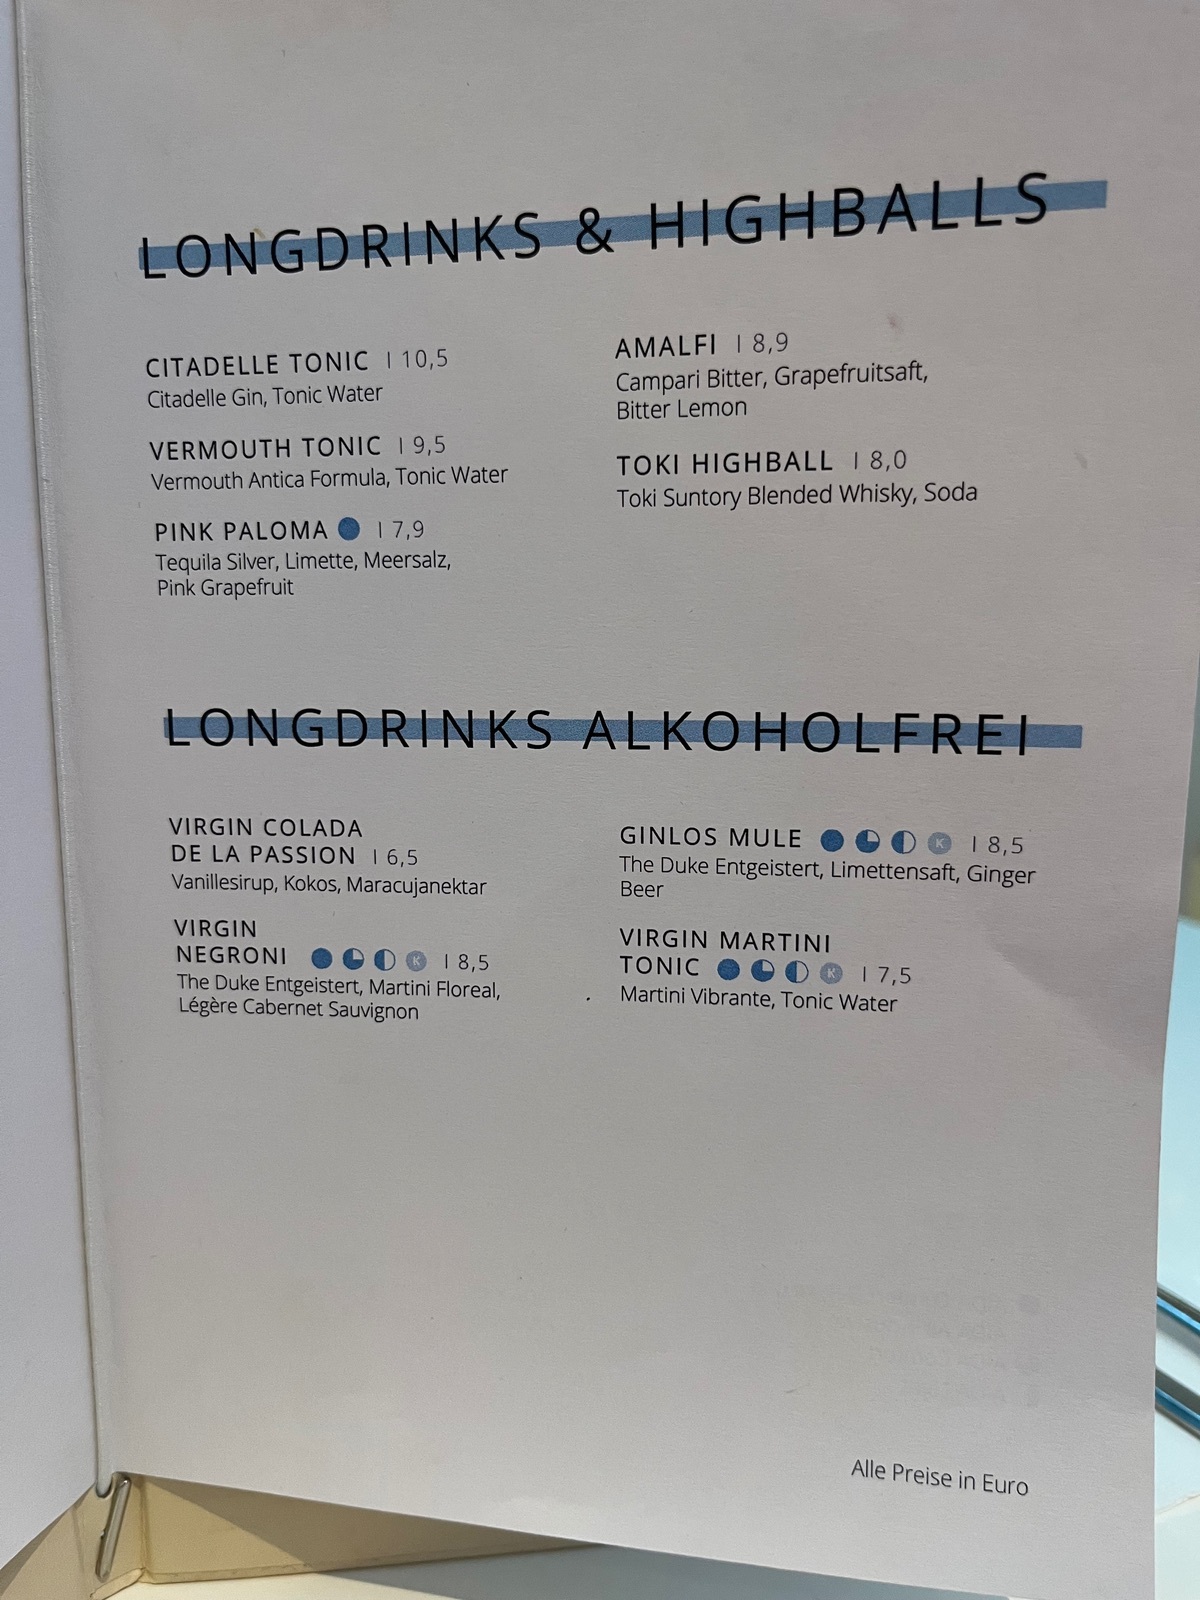 LONGDRINKS & HIGHBALLS
CITADELLE TONIC | 10,5
Citadelle Gin, Tonic Water
VERMOUTH TONIC | 9,5
Vermouth Antica Formula, Tonic Water
PINK PALOMA | 7,9
Tequila Silver, Limette, Meersalz,
Pink Grapefruit
AMALFI | 8,9
Campari Bitter, Grapefruitsaft,
Bitter Lemon
TOKI HIGHBALL | 8,0
Toki Suntory Blended Whisky, Soda
LONGDRINKS ALKOHOLFREI
VIRGIN COLADA
DE LA PASSION | 6,5
Vanillesirup, Kokos, Maracujanektar
VIRGIN
NEGRONI K | 8,5
The Duke Entgeistert, Martini Floreal,
Légère Cabernet Sauvignon
GINLOS MULE K | 8,5
The Duke Entgeistert, Limettensaft, Ginger
Beer
VIRGIN MARTINI
TONIC K | 7,5
Martini Vibrante, Tonic Water
Alle Preise in Euro